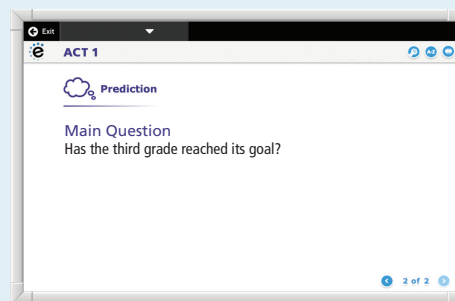 Exit
ë ACT 1
A-Z
Prediction
Main Question
Has the third grade reached its goal?
2 of 2